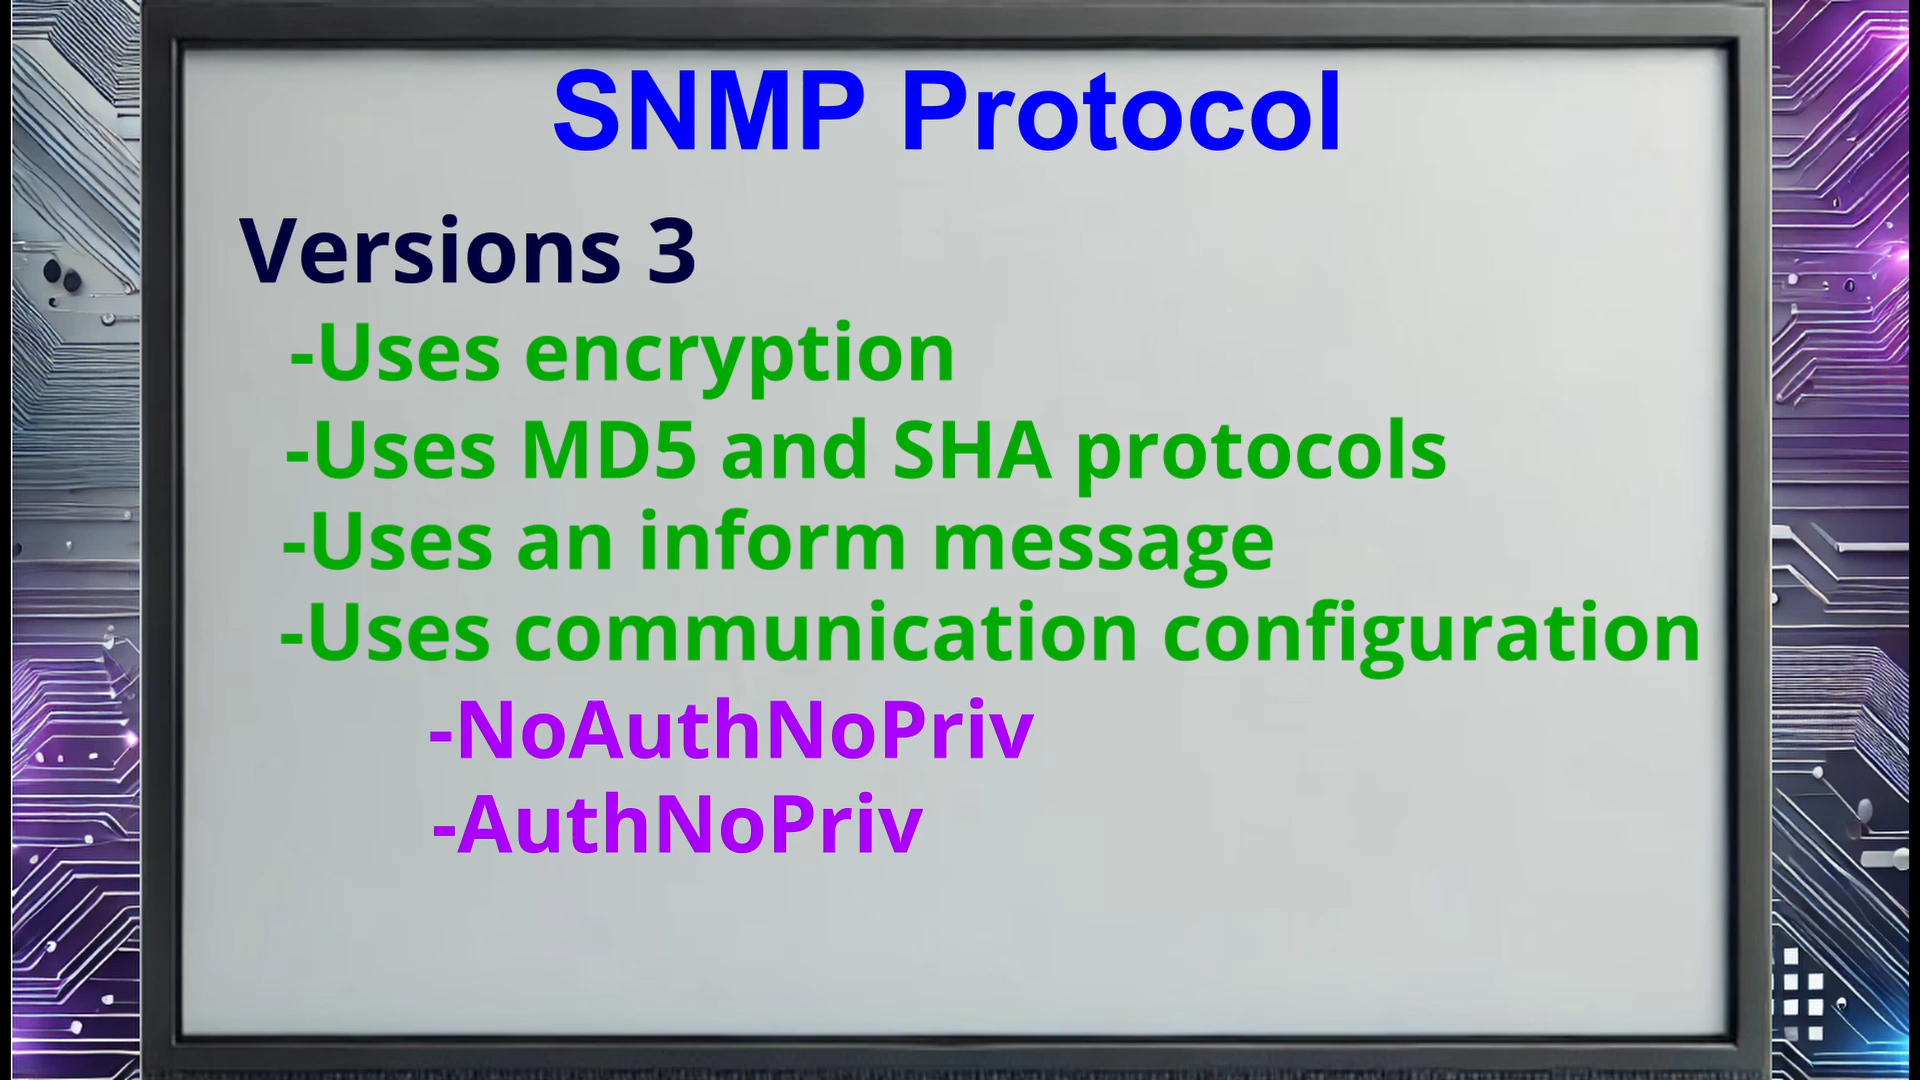 SNMP Protocol
Versions 3
-Uses encryption
-Uses MD5 and SHA protocols
-Uses an inform message
-Uses communication configuration
-NoAuthNoPriv
-AuthNoPriv